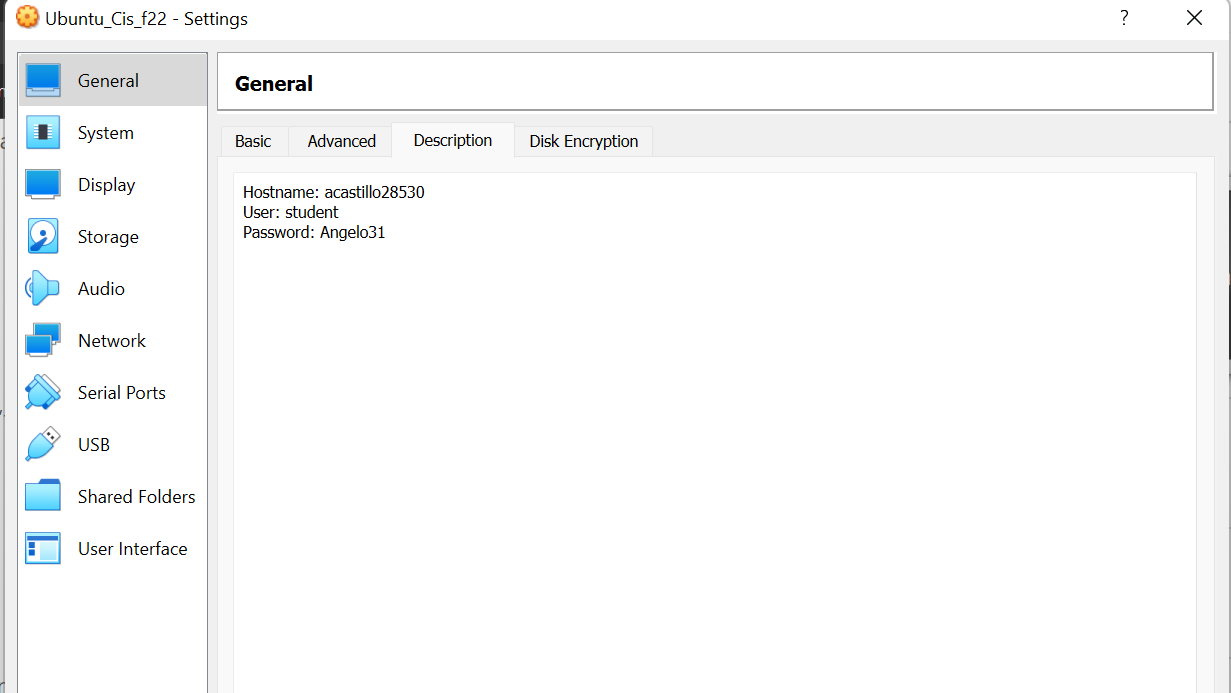 Ubuntu_Cis_f22 - Settings
?
General
System
Display
Storage
Audio
Network
Serial Ports
USB
Shared Folders
User Interface
General
Basic
Advanced
Description
Disk Encryption
Hostname: acastillo28530
User: student
Password: Angelo31